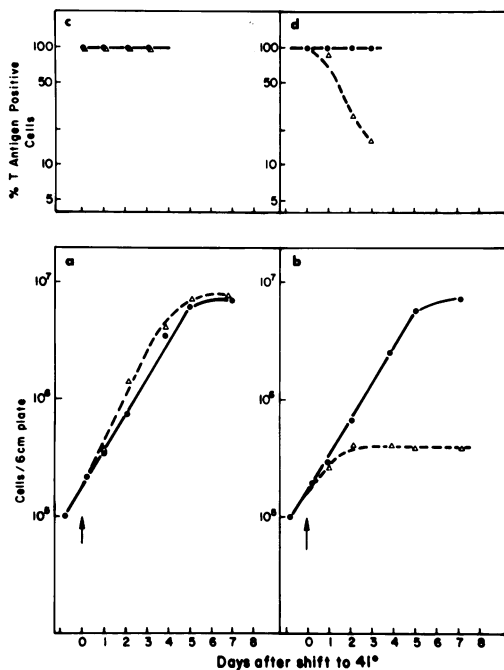 c
d
100
50
10
5
100
50
10
5
% T Antigen Positive
Cells
a
b
10⁷
10⁶
10⁵
10⁷
10⁶
10⁵
Cells/6cm plate
0 1 2 3 4 5 6 7 8
0 1 2 3 4 5 6 7 8
Days after shift to 41°